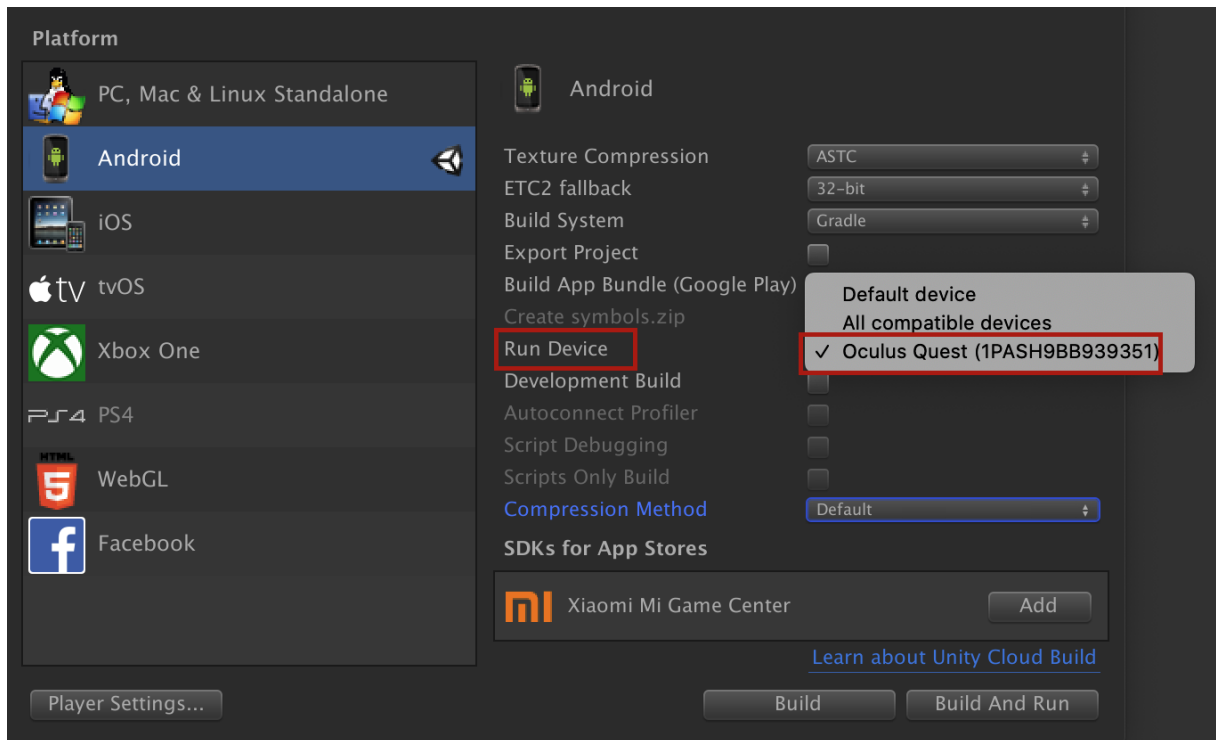 Platform
PC, Mac & Linux Standalone
Android
iOS
tv tvOS
Xbox One
PS4
HTML
5 WebGL
f Facebook
Android
Texture Compression ASTC
ETC2 fallback 32-bit
Build System Gradle
Export Project
Build App Bundle (Google Play)
Create symbols.zip
Run Device
Default device
All compatible devices
✓ Oculus Quest (1PASH9BB939351)
Development Build
Autoconnect Profiler
Script Debugging
Scripts Only Build
Compression Method Default
SDKs for App Stores
mi Xiaomi Mi Game Center Add
Learn about Unity Cloud Build
Player Settings... Build Build And Run